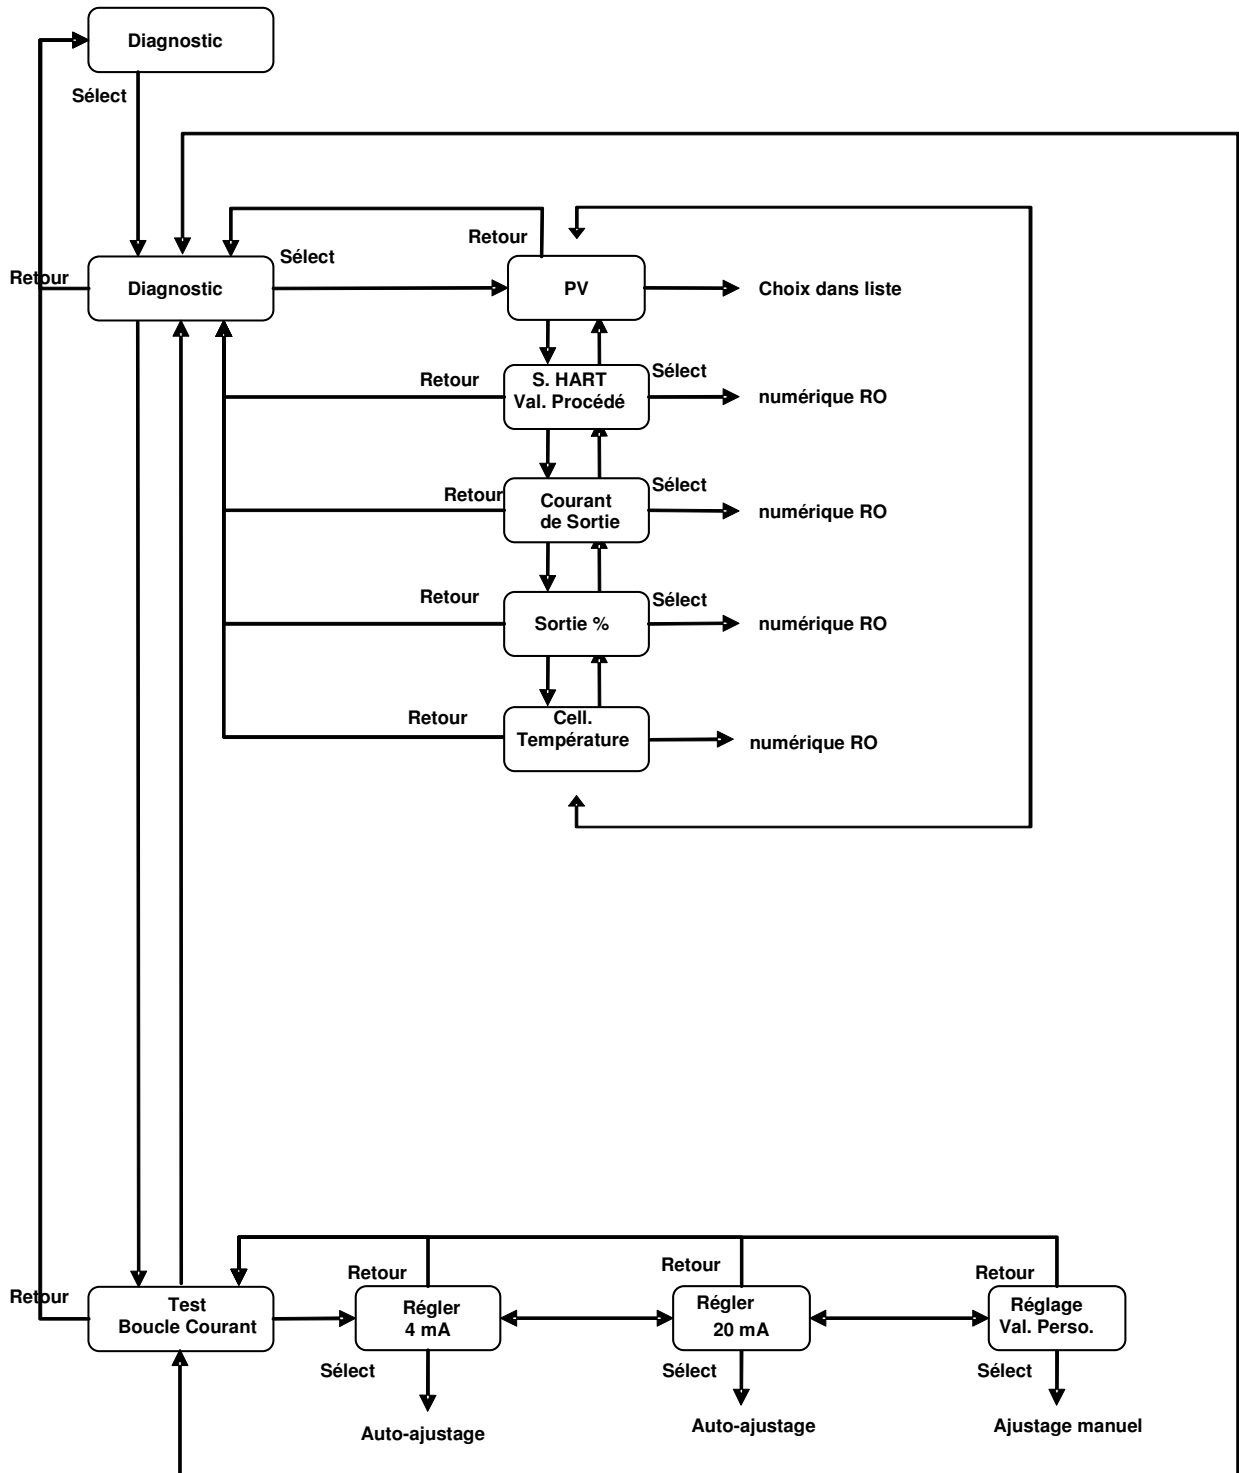 Diagnostic
Sélect
Retour
Diagnostic
Sélect
Retour
PV
Choix dans liste
Retour
S. HART
Val. Procédé
Sélect
numérique RO
Retour
Courant
de Sortie
Sélect
numérique RO
Retour
Sortie %
Sélect
numérique RO
Retour
Cell.
Température
numérique RO
Retour
Test
Boucle Courant
Retour
Régler
4 mA
Sélect
Auto-ajustage
Retour
Régler
20 mA
Sélect
Auto-ajustage
Retour
Réglage
Val. Perso.
Sélect
Ajustage manuel